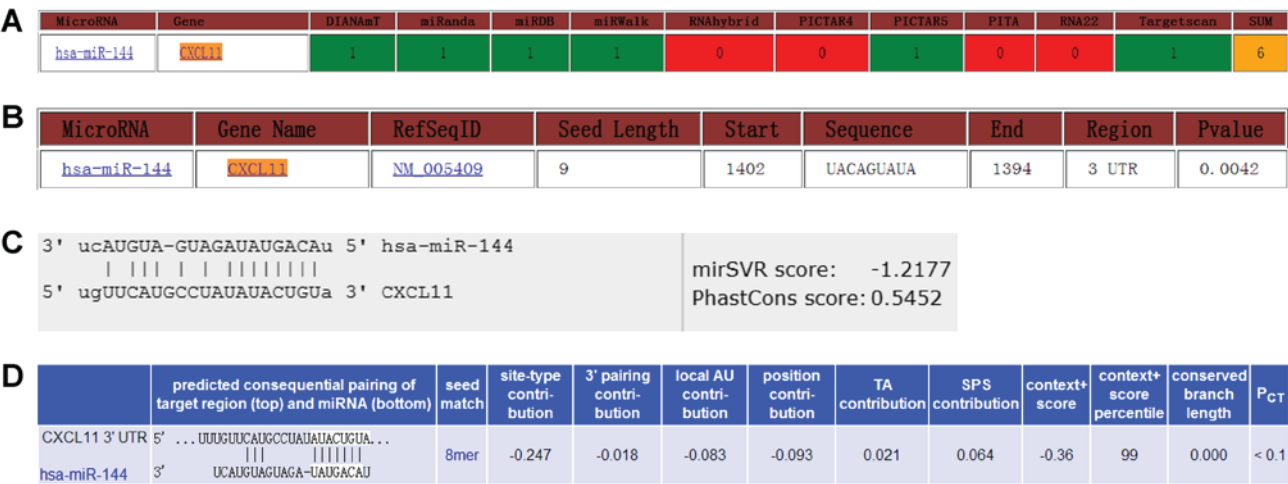 A
MicroRNA Gene DIANAmT miRanda miRDB miRWalk RNAhybrid PICTAR4 PICTAR5 PITA RNA22 Targetscan SUM
hsa-miR-144 CXCL11 1 1 1 1 0 0 1 0 0 1 6
B
MicroRNA Gene Name RefSeqID Seed Length Start Sequence End Region Pvalue
hsa-miR-144 CXCL11 NM_005409 9 1402 UACAGUAUA 1394 3 UTR 0.0042
C
3' ucAUGUA-GUAGAUAUGACAu 5' hsa-miR-144
| ||| | | ||||||||
5' ugUUCAUGCCUAUAUACUGUa 3' CXCL11
mirSVR score: -1.2177
PhastCons score: 0.5452
D
predicted consequential pairing of target region (top) and miRNA (bottom) seed match site-type contri-bution 3' pairing contri-bution local AU contri-bution position contri-bution TA contribution SPS contribution context+ score context+ score percentile conserved branch length PCT
CXCL11 3' UTR 5' ...UUUGUUCAUGCCUAUAUACUGUA...
||| |||||||
hsa-miR-144 3' UCAUGUAGUAGA-UAUGACAU
8mer -0.247 -0.018 -0.083 -0.093 0.021 0.064 -0.36 99 0.000 < 0.1